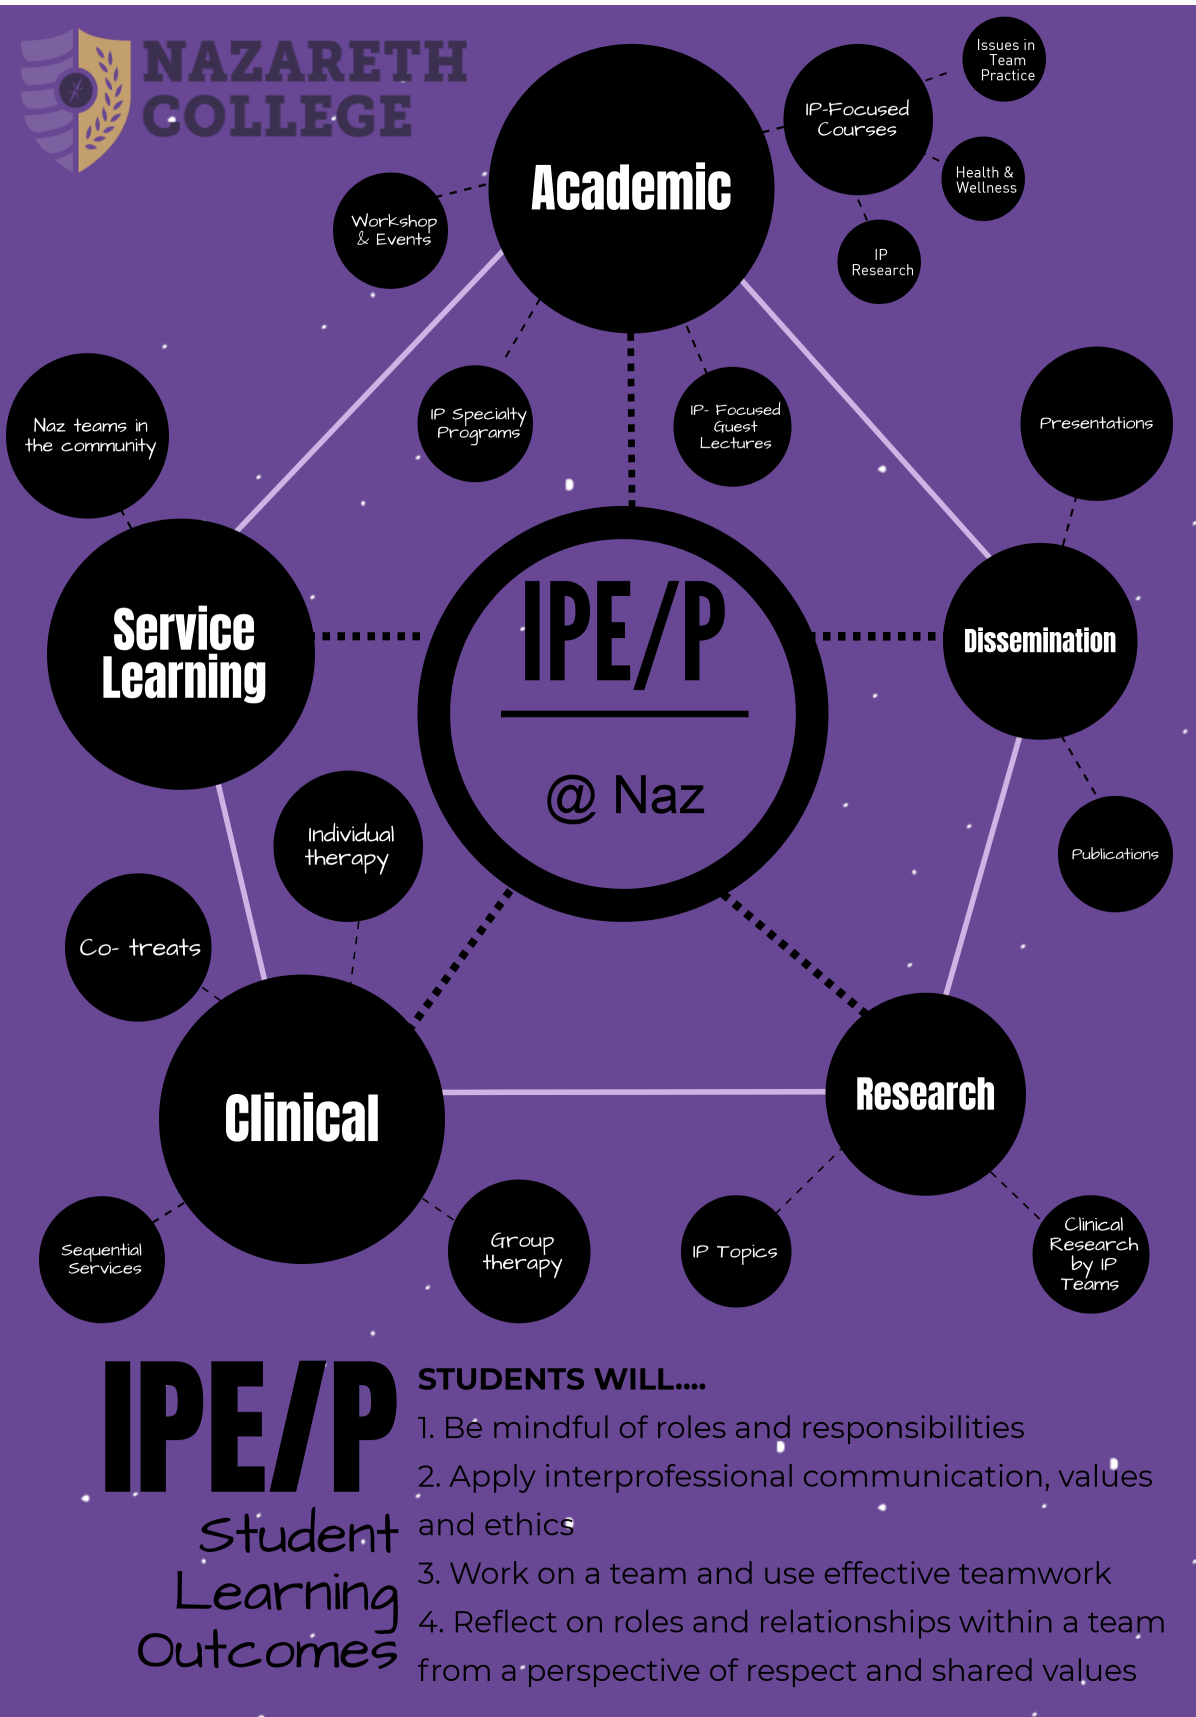 NAZARETH
COLLEGE
Issues in
Team
Practice
IP-Focused
Courses
Health &
Wellness
IP
Research
Academic
Workshop
& Events
IP Specialty
Programs
IP- Focused
Guest
Lectures
Naz teams in
the community
Presentations
Service
Learning
IPE/P
@ Naz
Dissemination
Individual
therapy
Publications
Co- treats
Clinical
Research
Sequential
Services
Group
therapy
IP Topics
Clinical
Research
by IP
Teams
IPE/P
Student
Learning
Outcomes
STUDENTS WILL....
1. Be mindful of roles and responsibilities
2. Apply interprofessional communication, values
and ethics
3. Work on a team and use effective teamwork
4. Reflect on roles and relationships within a team
from a perspective of respect and shared values